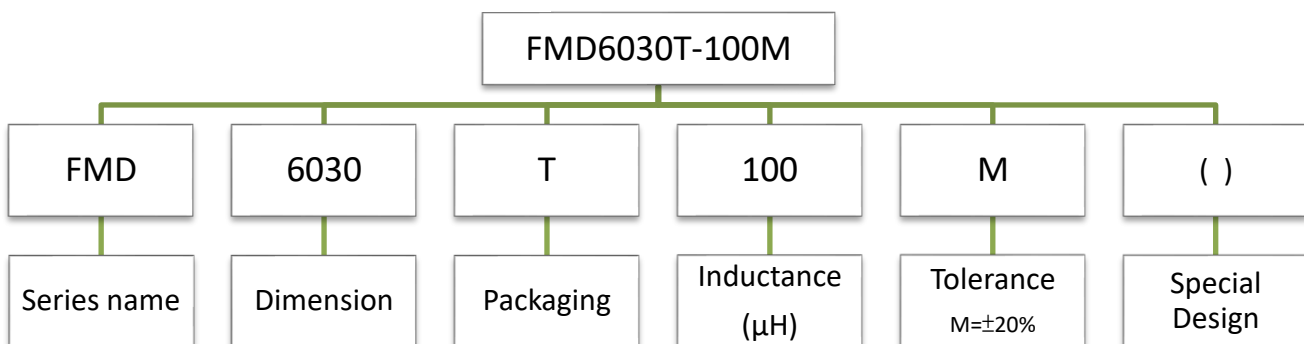 FMD6030T-100M
FMD
6030
T
100
M
( )
Series name
Dimension
Packaging
Inductance
(μH)
Tolerance
M=±20%
Special
Design